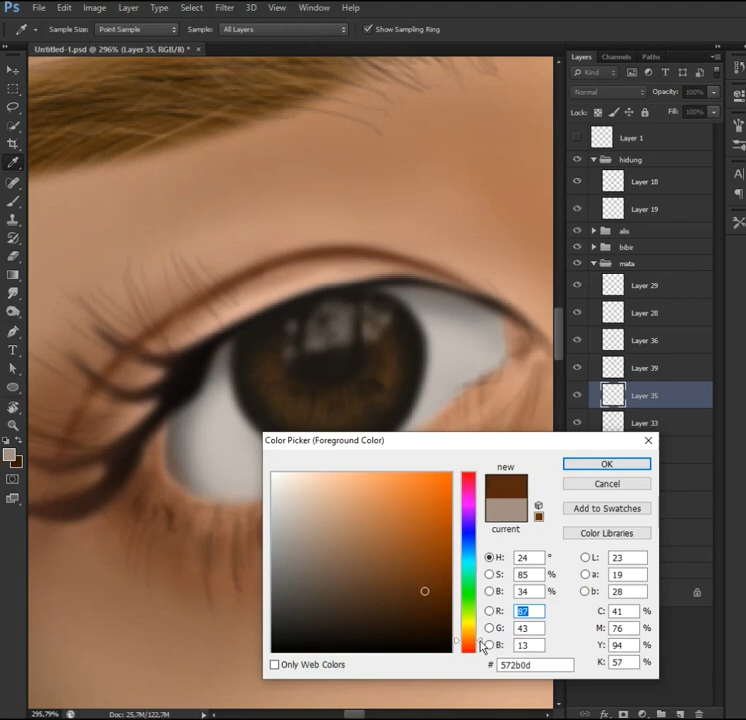 Ps File Edit Image Layer Type Select Filter 3D View Window Help
Sample Size: Point Sample Sample: All Layers Show Sampling Ring
Untitled-1.psd @ 296% (Layer 35, RGB/8) * ×
Layers Channels Paths
Kind
Normal Opacity: 100%
Lock: Fill: 100%
Layer 1
hidung
Layer 18
Layer 19
alis
bibir
mata
Layer 29
Layer 28
Layer 36
Layer 39
Layer 35
Layer 33
Color Picker (Foreground Color)
new
current
OK
Cancel
Add to Swatches
Color Libraries
H: 24 ° L: 23
S: 85 % a: 19
B: 34 % b: 28
R: 87 C: 41 %
G: 43 M: 76 %
B: 13 Y: 94 %
# 572b0d K: 57 %
Only Web Colors
295,79% Doc: 25,7M/122,7M